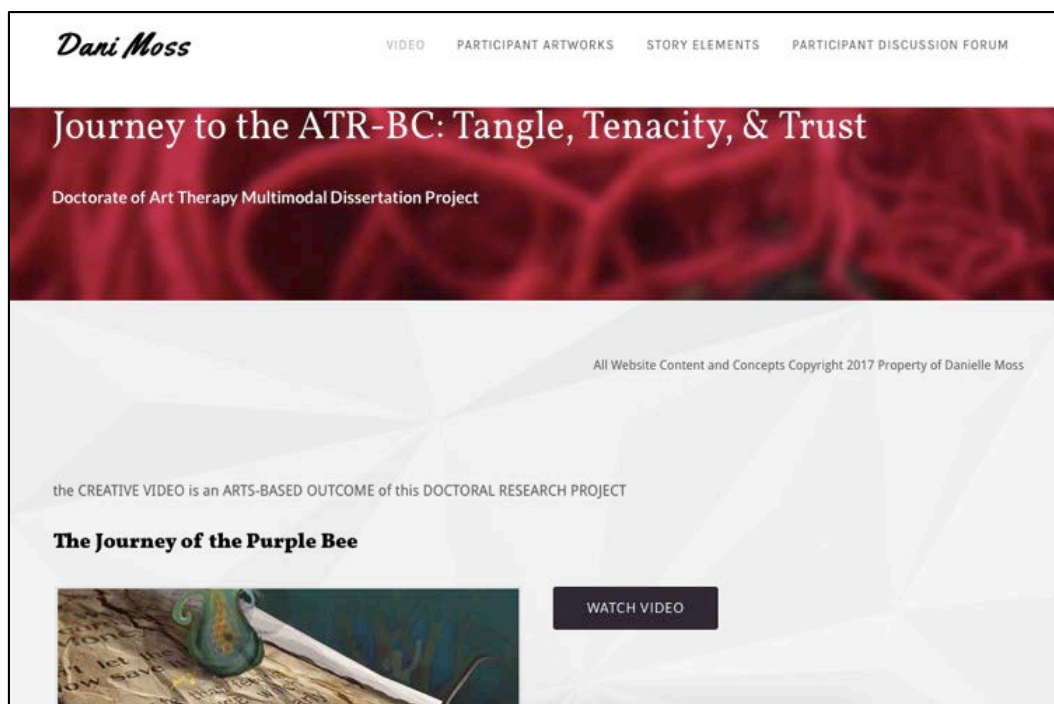 Dani Moss
VIDEO PARTICIPANT ARTWORKS STORY ELEMENTS PARTICIPANT DISCUSSION FORUM
Journey to the ATR-BC: Tangle, Tenacity, & Trust
Doctorate of Art Therapy Multimodal Dissertation Project
All Website Content and Concepts Copyright 2017 Property of Danielle Moss
the CREATIVE VIDEO is an ARTS-BASED OUTCOME of this DOCTORAL RESEARCH PROJECT
The Journey of the Purple Bee
WATCH VIDEO
let the
save